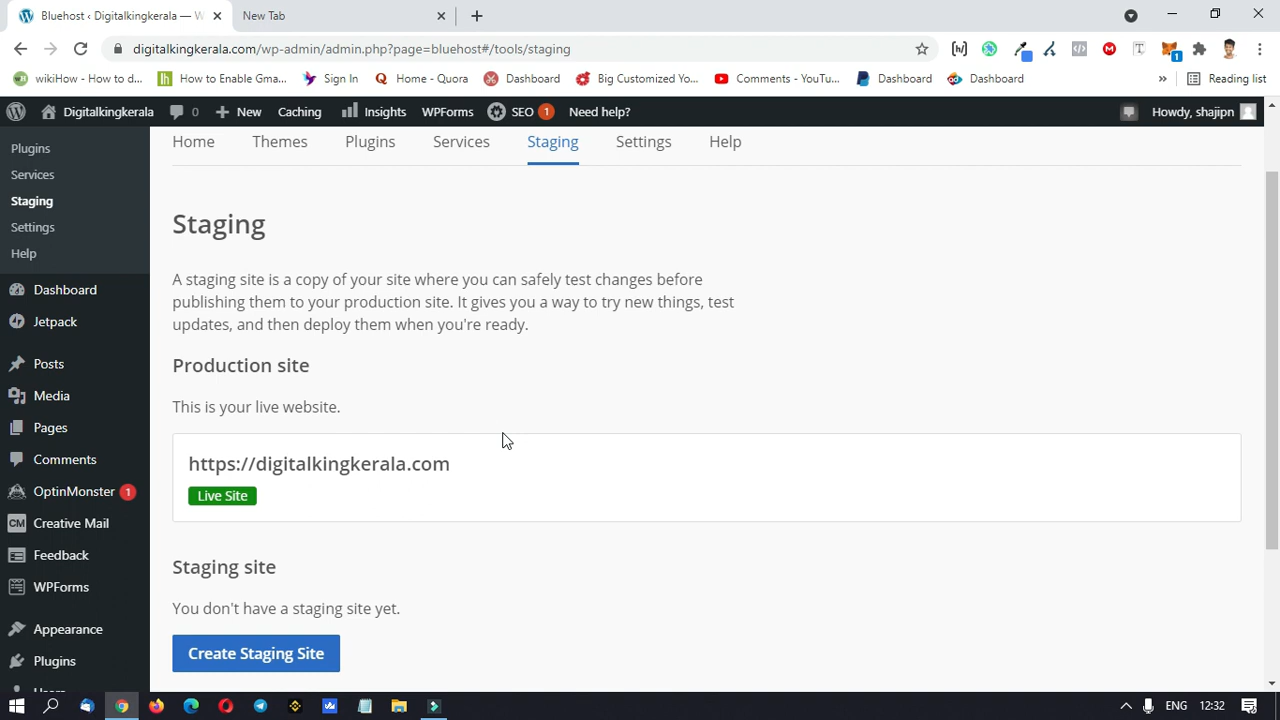 Bluehost ‹ Digitalkingkerala — W
New Tab
digitalkingkerala.com/wp-admin/admin.php?page=bluehost#/tools/staging
1
wikiHow - How to d...
How to Enable Gma...
Sign In
Home - Quora
Dashboard
Big Customized Yo...
Comments - YouTu...
Dashboard
Dashboard
»
Reading list
Digitalkingkerala
0
New
Caching
Insights
WPForms
SEO 1
Need help?
Howdy, shajipn
Plugins
Services
Staging
Settings
Help
Dashboard
Jetpack
Posts
Media
Pages
Comments
OptinMonster 1
CM Creative Mail
Feedback
WPForms
Appearance
Plugins
Users
Home
Themes
Plugins
Services
Staging
Settings
Help
Staging
A staging site is a copy of your site where you can safely test changes before
publishing them to your production site. It gives you a way to try new things, test
updates, and then deploy them when you're ready.
Production site
This is your live website.
https://digitalkingkerala.com
Live Site
Staging site
You don't have a staging site yet.
Create Staging Site
ENG
12:32